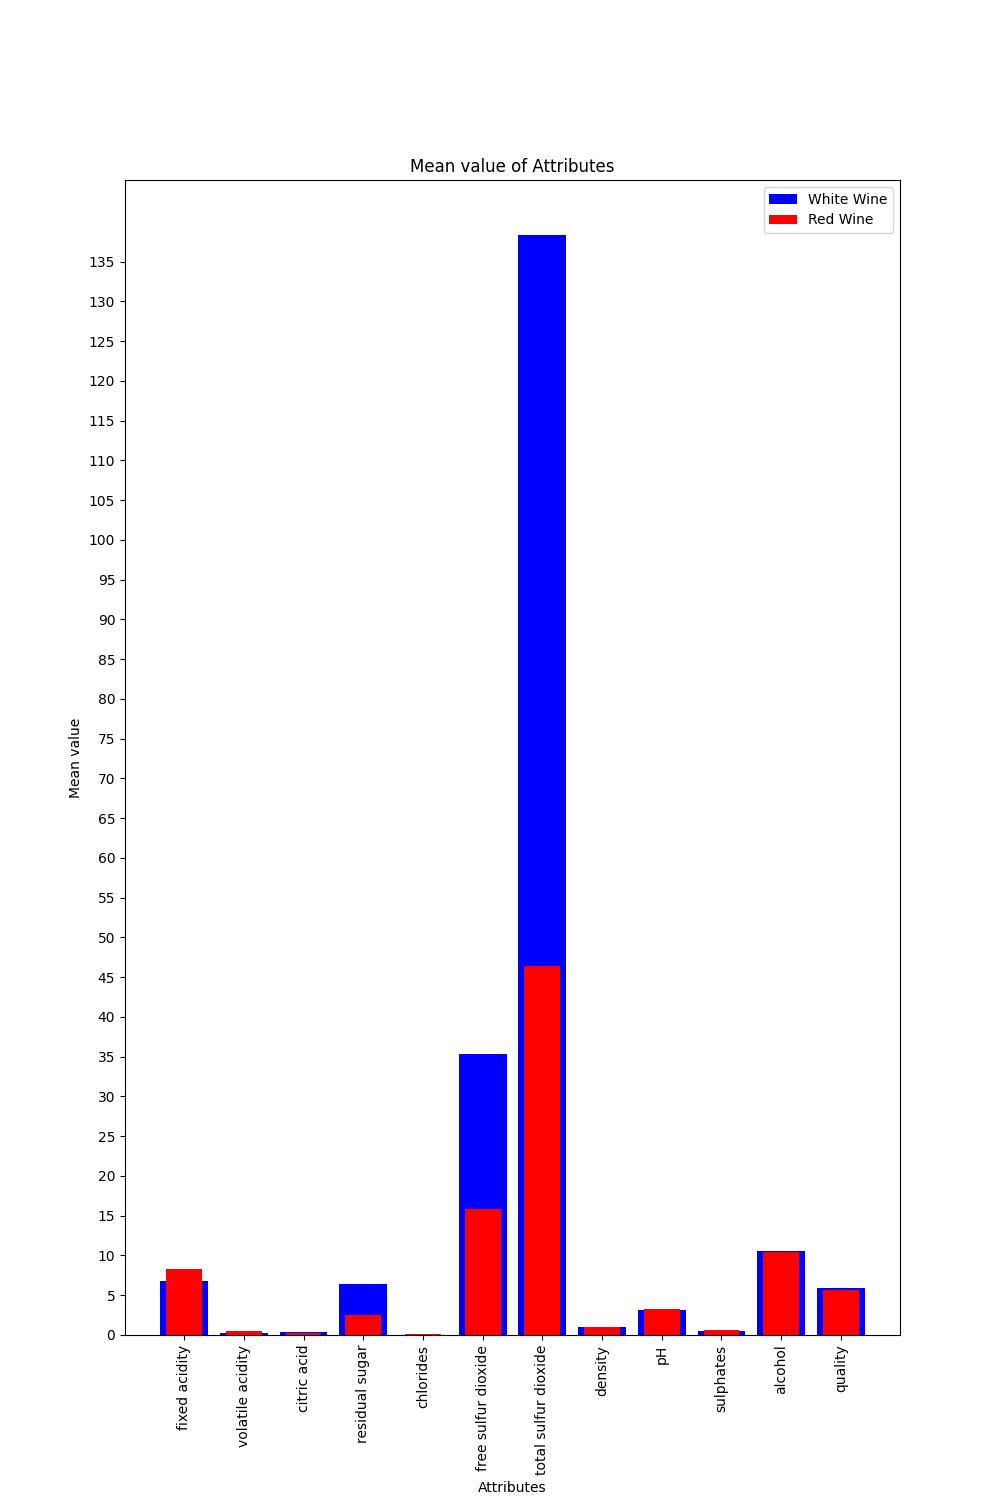 Mean value of Attributes
White Wine
Red Wine
135
130
125
120
115
110
105
100
95
90
85
80
75
70
65
60
55
50
45
40
35
30
25
20
15
10
5
0
Mean value
fixed acidity
volatile acidity
citric acid
residual sugar
chlorides
free sulfur dioxide
total sulfur dioxide
density
pH
sulphates
alcohol
quality
Attributes